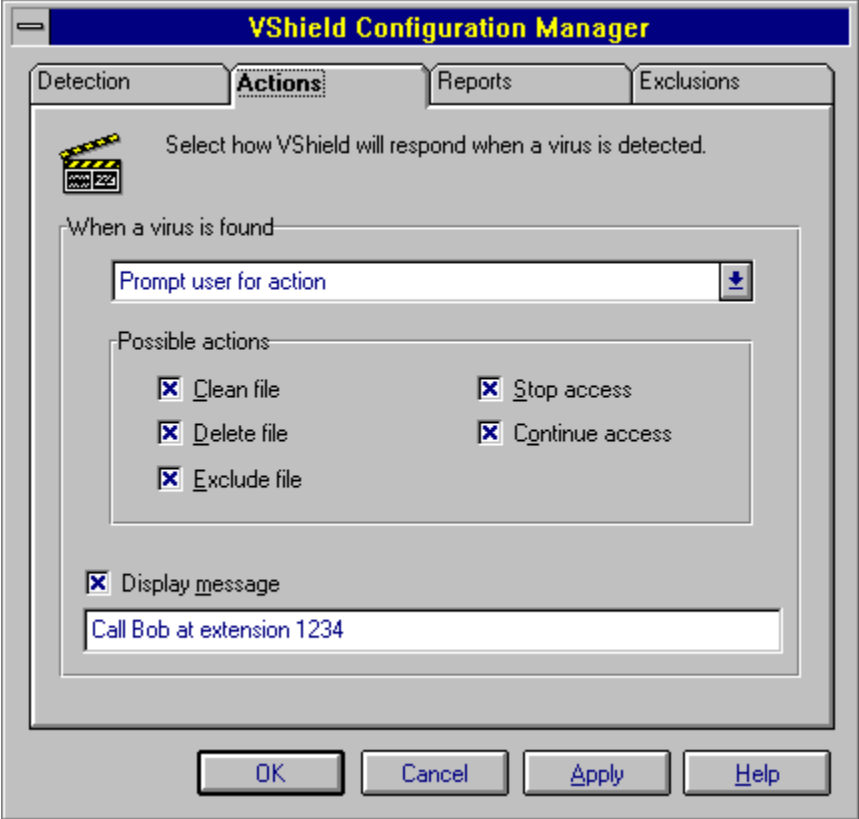 VShield Configuration Manager
Detection Actions Reports Exclusions
Select how VShield will respond when a virus is detected.
When a virus is found
Prompt user for action
Possible actions
Clean file Stop access
Delete file Continue access
Exclude file
Display message
Call Bob at extension 1234
OK Cancel Apply Help